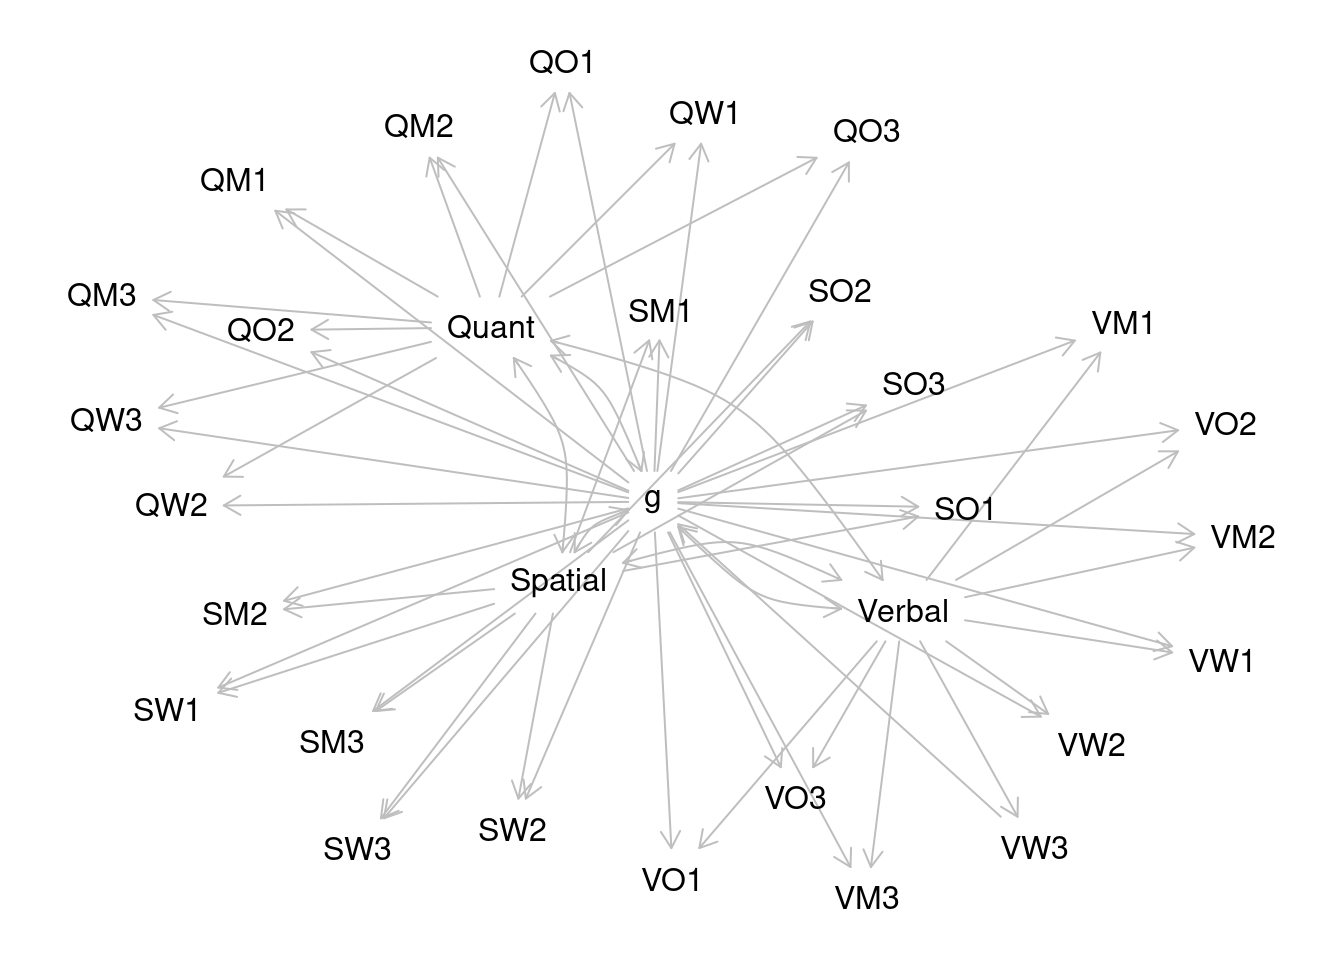 QO1
QW1
QM2
QO3
QM1
SO2
QM3
SM1
VM1
QO2
Quant
SO3
QW3
VO2
g
QW2
SO1
VM2
Spatial
SM2
Verbal
VW1
SW1
SM3
VW2
VO3
SW2
SW3
VW3
VO1
VM3